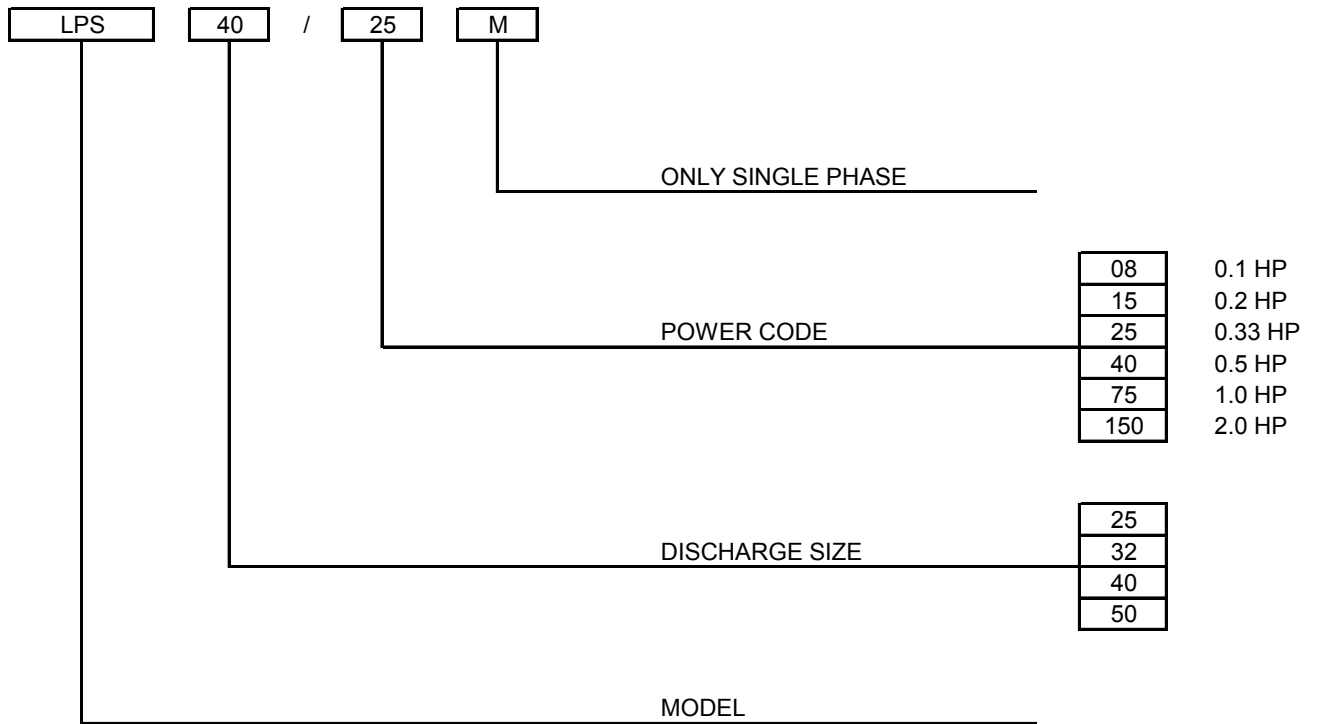 LPS 40 / 25 M
ONLY SINGLE PHASE
08 0.1 HP
15 0.2 HP
POWER CODE 25 0.33 HP
40 0.5 HP
75 1.0 HP
150 2.0 HP
25
DISCHARGE SIZE 32
40
50
MODEL